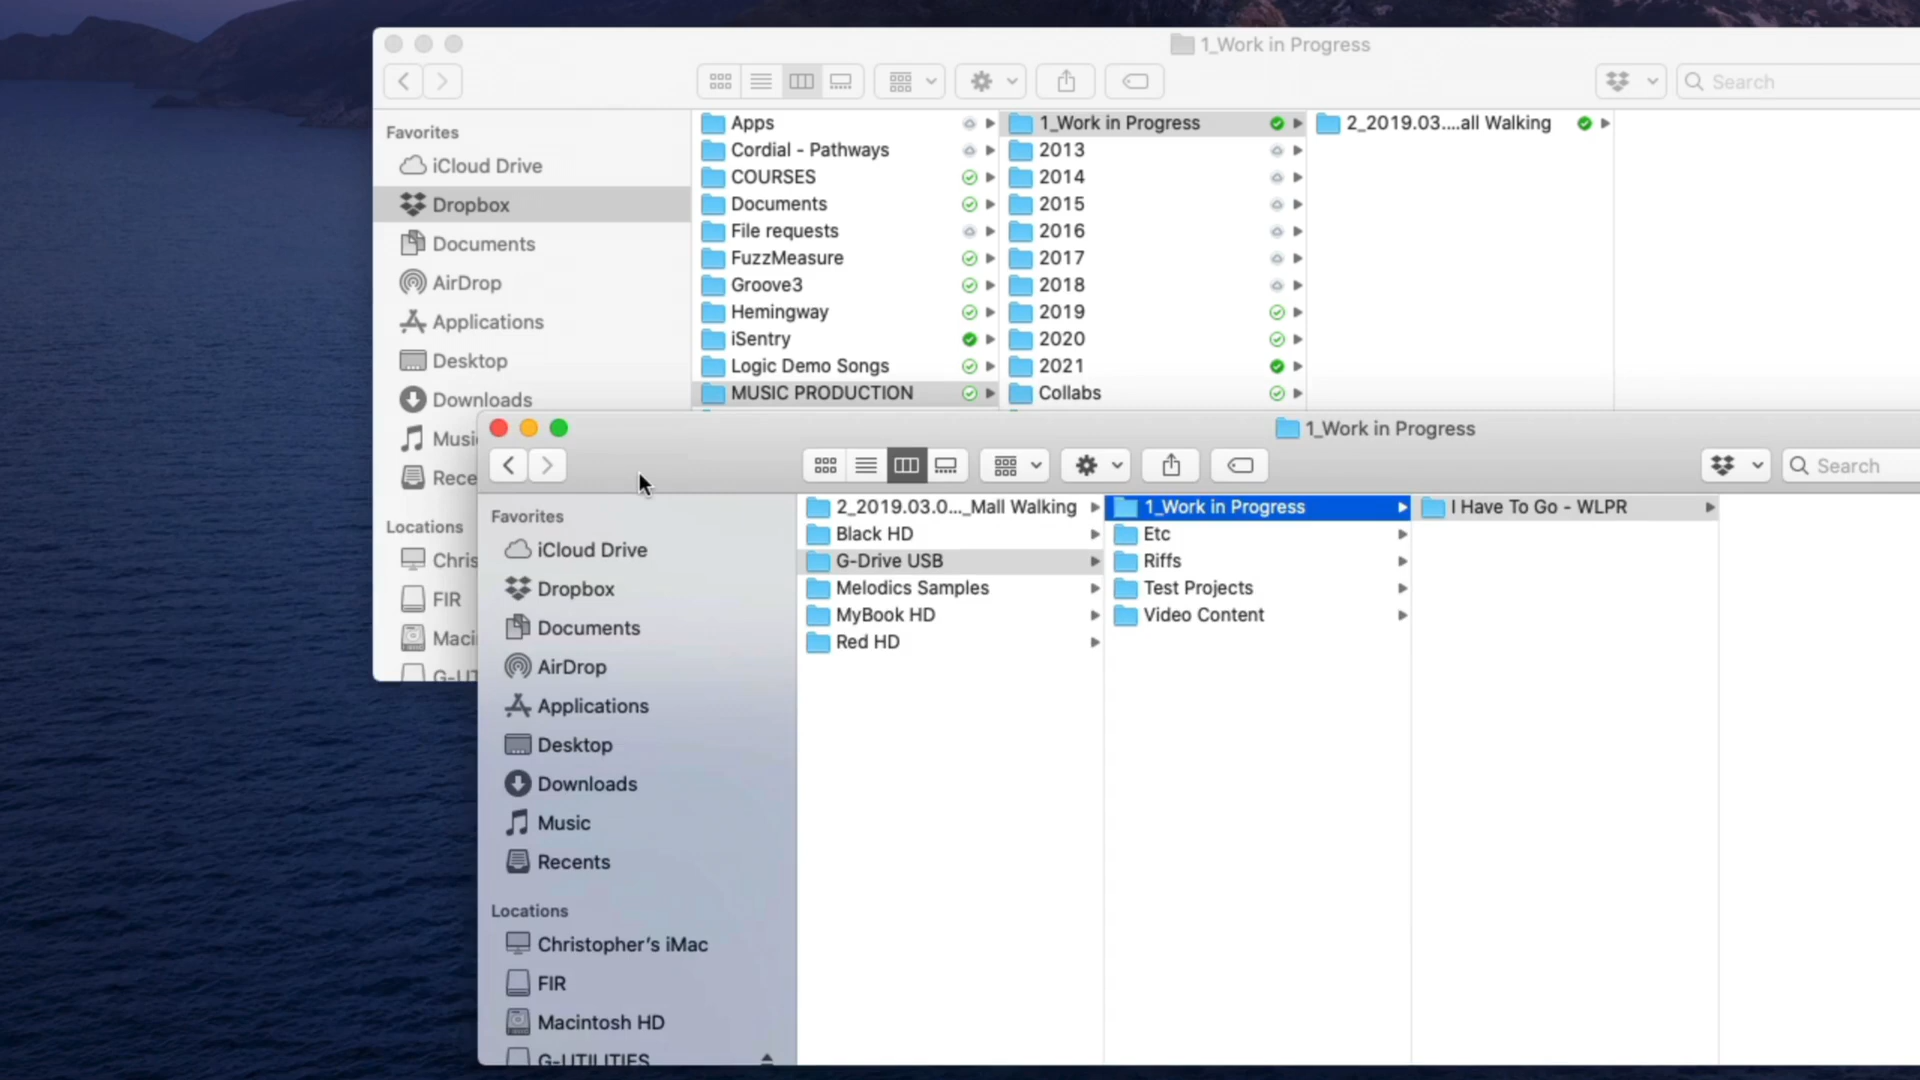 1_Work in Progress
Search
Favorites
iCloud Drive
Dropbox
Documents
AirDrop
Applications
Desktop
Downloads
Musi
Rece
Locations
Chris
FIR
Maci
G-UT
Apps
Cordial - Pathways
COURSES
Documents
File requests
FuzzMeasure
Groove3
Hemingway
iSentry
Logic Demo Songs
MUSIC PRODUCTION
1_Work in Progress
2013
2014
2015
2016
2017
2018
2019
2020
2021
Collabs
2_2019.03....all Walking
1_Work in Progress
Search
Favorites
iCloud Drive
Dropbox
Documents
AirDrop
Applications
Desktop
Downloads
Music
Recents
Locations
Christopher's iMac
FIR
Macintosh HD
G-UTILITIES
2_2019.03.0..._Mall Walking
Black HD
G-Drive USB
Melodics Samples
MyBook HD
Red HD
1_Work in Progress
Etc
Riffs
Test Projects
Video Content
I Have To Go - WLPR